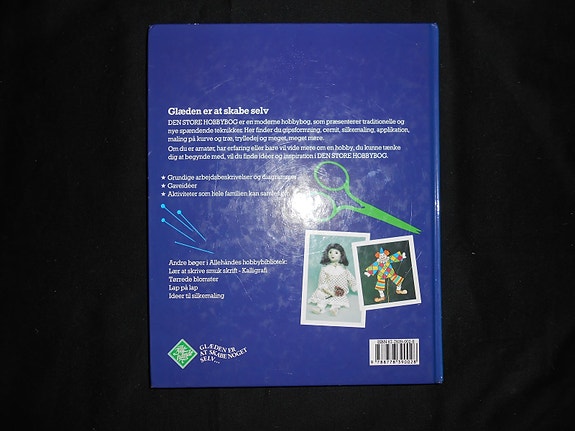 Glæden er at skabe selv
DEN STORE HOBBYBOG er en moderne hobbybog, som præsenterer traditionelle og
nye spændende teknikker. Her finder du gipsformning, cernit, silkemaling, applikation,
maling på kurve og træ, trylledej og meget, meget mere.
Om du er amatør, har erfaring eller bare vil vide mere om en hobby, du kunne tænke
dig at begynde med, vil du finde idéer og inspiration i DEN STORE HOBBYBOG.
★ Grundige arbejdsbeskrivelser og diagrammer
★ Gaveidéer
★ Aktiviteter som hele familien kan samles
Andre bøger i Allehåndes hobbybibliotek:
Lær at skrive smuk skrift - Kalligrafi
Tørrede blomster
Lap på lap
Ideer til silkemaling
GLÆDEN ER
AT SKABE NOGET
SELV...